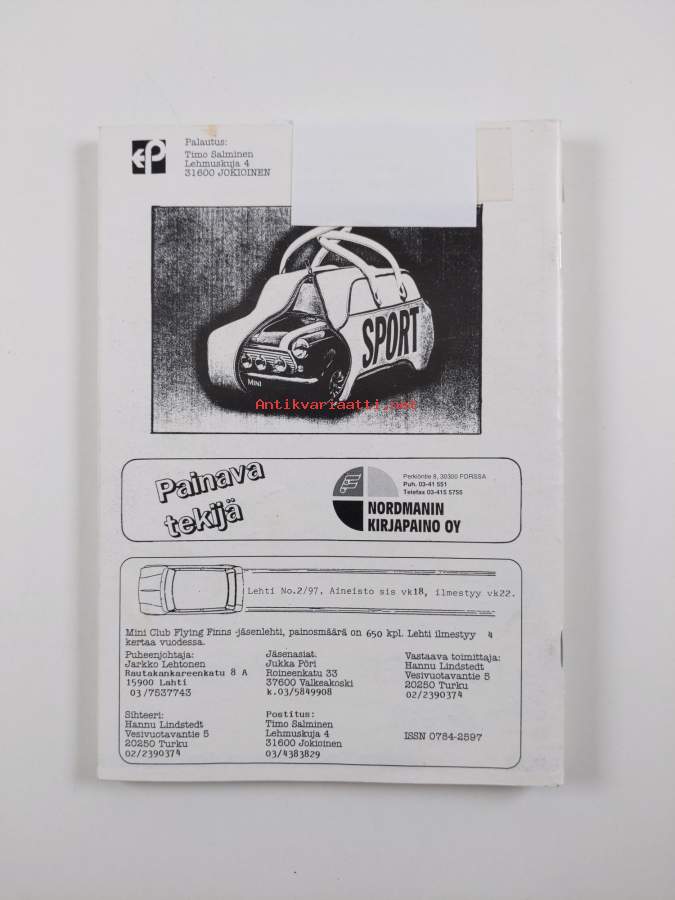 EP
Palautus:
Timo Salminen
Lehmuskuja 4
31600 JOKIOINEN
SPORT
MINI
Antikvariaatti.net
Painava
tekijä
Perkiöntie 8, 30300 FORSSA
Puh. 03-41 551
Telefax 03-415 5755
NORDMANIN
KIRJAPAINO OY
Lehti No.2/97. Aineisto sis vk18, ilmestyy vk22.
Mini Club Flying Finns -jäsenlehti, painosmäärä on 650 kpl. Lehti ilmestyy 4
kertaa vuodessa.
Puheenjohtaja:
Jarkko Lehtonen
Rautakankareenkatu 8 A
15900 Lahti
03/7537743
Jäsenasiat.
Jukka Pöri
Roineenkatu 33
37600 Valkeakoski
k.03/5849908
Vastaava toimittaja:
Hannu Lindstedt
Vesivuotavantie 5
20250 Turku
02/2390374
Sihteeri:
Hannu Lindstedt
Vesivuotavantie 5
20250 Turku
02/2390374
Postitus:
Timo Salminen
Lehmuskuja 4
31600 Jokioinen
03/4383829
ISSN 0784-2597